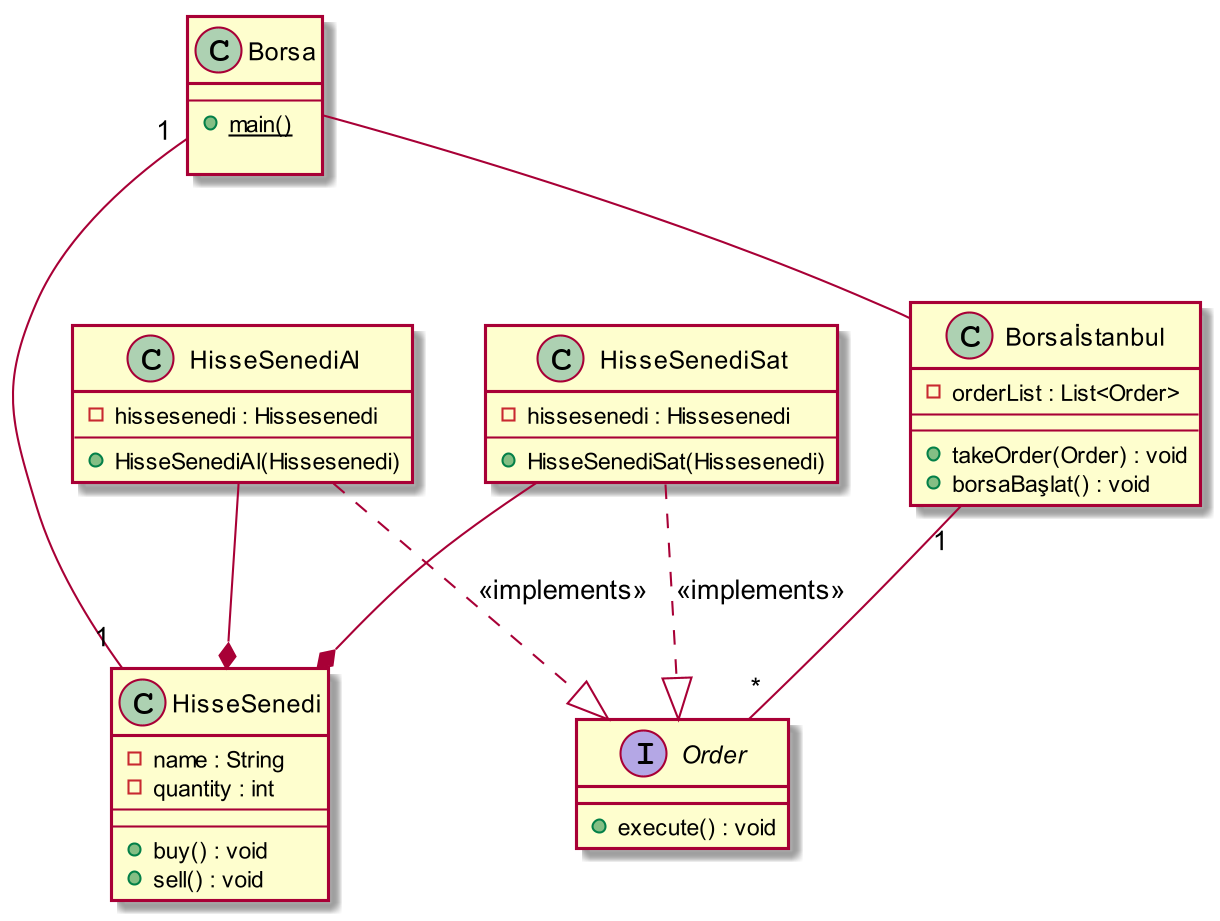 C Borsa
main()
1
C HisseSenediAl
hissesenedi : Hissesenedi
HisseSenediAl(Hissesenedi)
C HisseSenediSat
hissesenedi : Hissesenedi
HisseSenediSat(Hissesenedi)
C Borsaİstanbul
orderList : List<Order>
takeOrder(Order) : void
borsaBaşlat() : void
1
«implements»
«implements»
1
*
C HisseSenedi
name : String
quantity : int
buy() : void
sell() : void
I Order
execute() : void